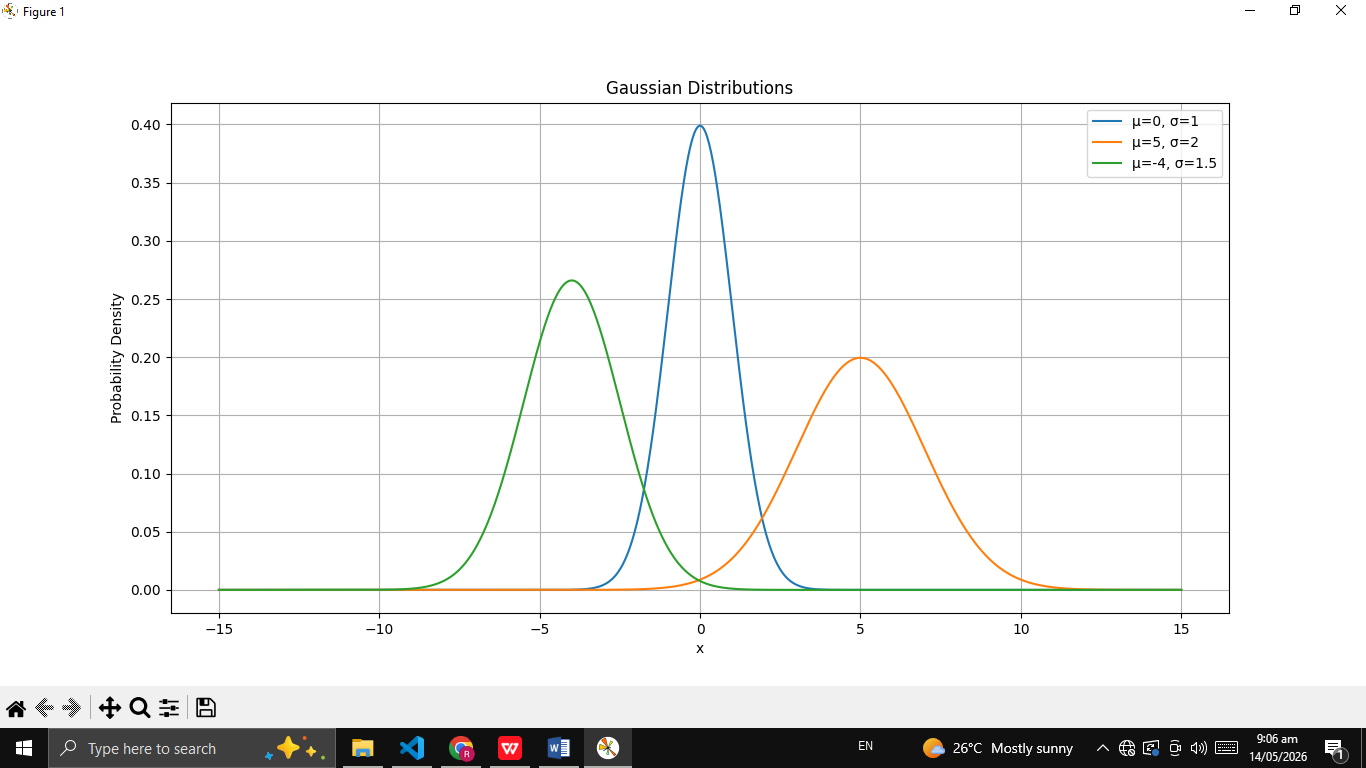 Figure 1
Gaussian Distributions
μ=0, σ=1
μ=5, σ=2
μ=-4, σ=1.5
Probability Density
0.40
0.35
0.30
0.25
0.20
0.15
0.10
0.05
0.00
−15 −10 −5 0 5 10 15
x
Type here to search
W
R
W
EN
26°C Mostly sunny
9:06 am
14/05/2026
1